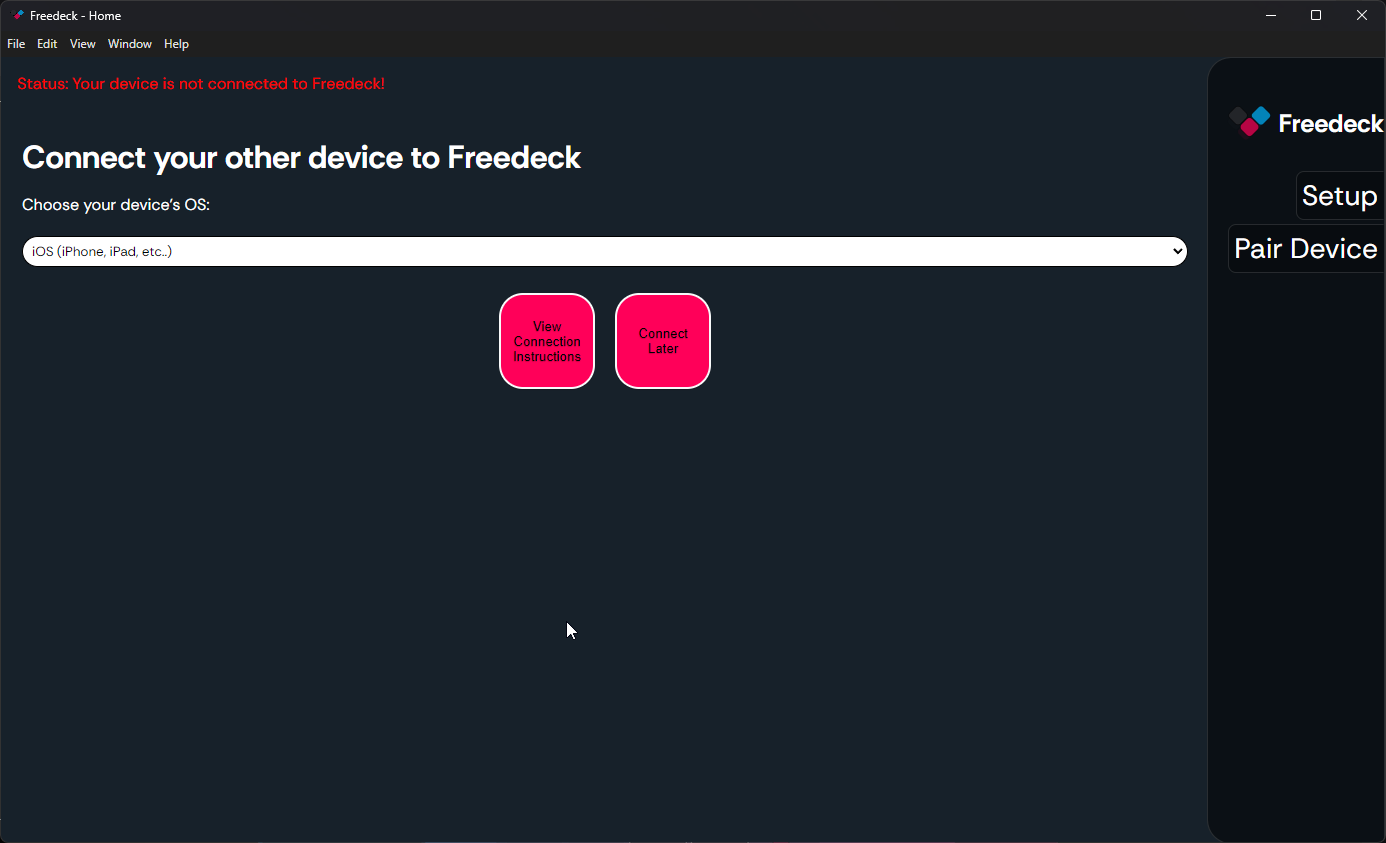 Freedeck - Home
File Edit View Window Help
Status: Your device is not connected to Freedeck!
Connect your other device to Freedeck
Choose your device's OS:
iOS (iPhone, iPad, etc..)
View
Connection
Instructions
Connect
Later
Freedeck
Setup
Pair Device